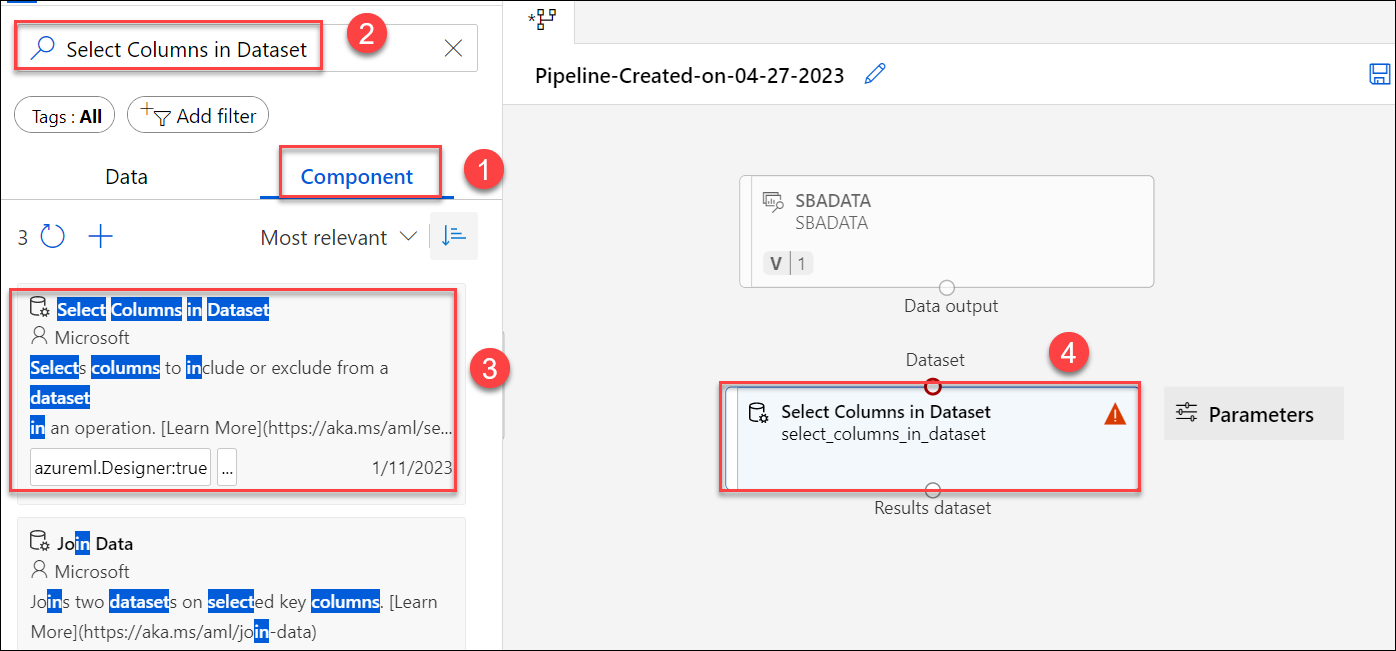 Select Columns in Dataset
2
Tags : All
Add filter
Data
Component
1
3
Most relevant
Select Columns in Dataset
Microsoft
Selects columns to include or exclude from a
dataset
in an operation. [Learn More](https://aka.ms/aml/se...
azureml.Designer:true
...
1/11/2023
3
Join Data
Microsoft
Joins two datasets on selected key columns. [Learn
More](https://aka.ms/aml/join-data)
*
Pipeline-Created-on-04-27-2023
SBADATA
SBADATA
V 1
Data output
Dataset
4
Select Columns in Dataset
select_columns_in_dataset
Parameters
Results dataset